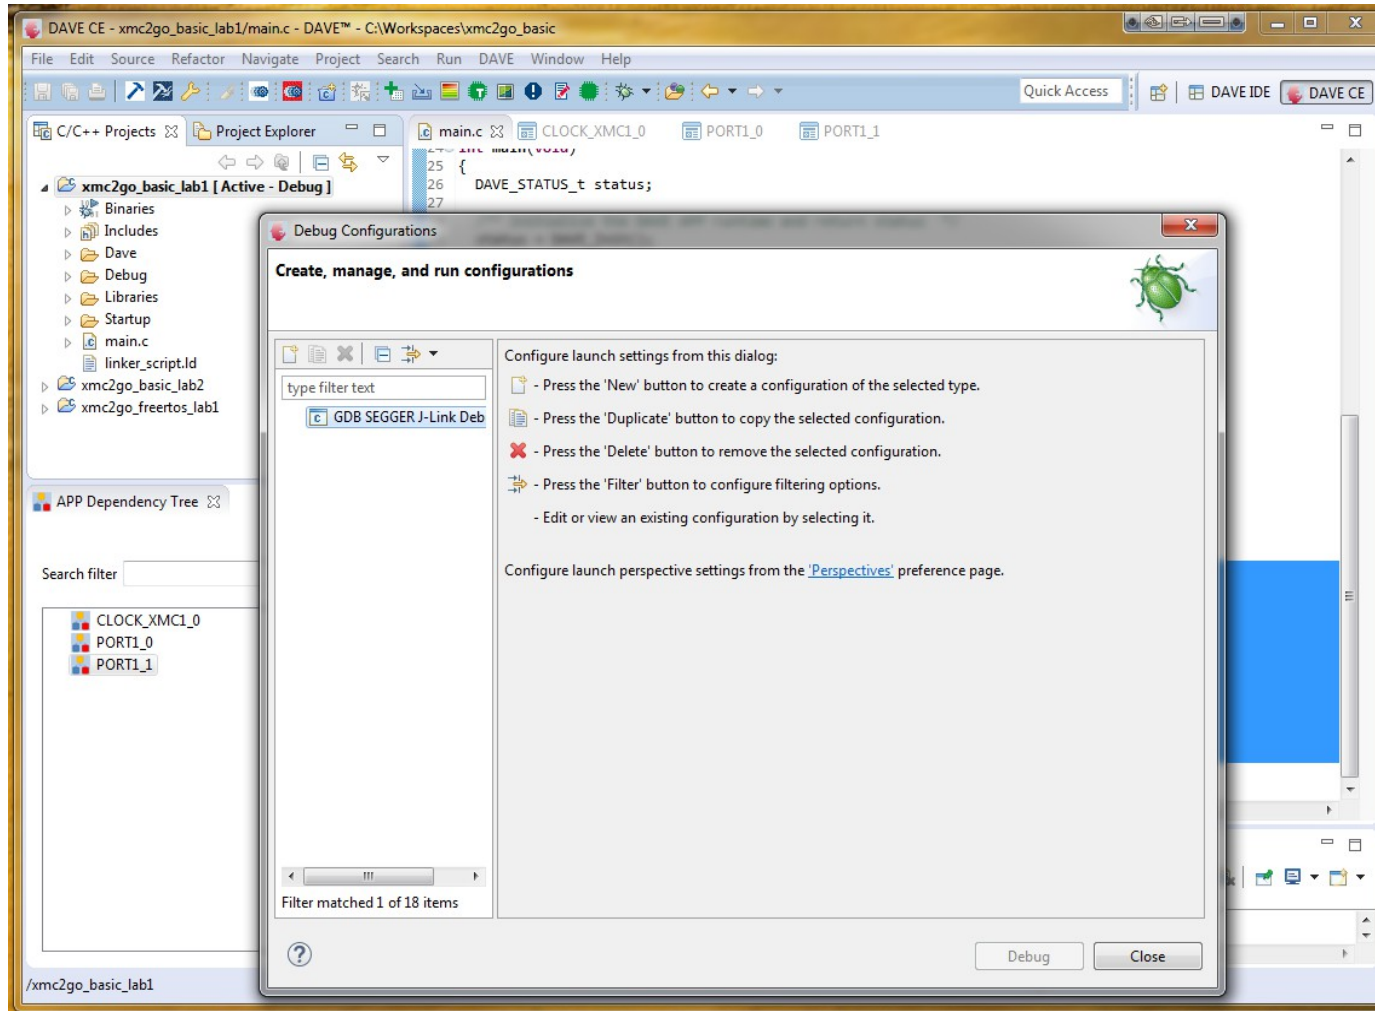 DAVE CE - xmc2go_basic_lab1/main.c - DAVE™ - C:\Workspaces\xmc2go_basic
File Edit Source Refactor Navigate Project Search Run DAVE Window Help
Quick Access
DAVE IDE
DAVE CE
C/C++ Projects
Project Explorer
main.c
CLOCK_XMC1_0
PORT1_0
PORT1_1
24 int main(void)
25 {
26 DAVE_STATUS_t status;
27
xmc2go_basic_lab1 [ Active - Debug ]
Binaries
Includes
Dave
Debug
Libraries
Startup
main.c
linker_script.ld
xmc2go_basic_lab2
xmc2go_freertos_lab1
APP Dependency Tree
Search filter
CLOCK_XMC1_0
PORT1_0
PORT1_1
/xmc2go_basic_lab1
Debug Configurations
Create, manage, and run configurations
type filter text
GDB SEGGER J-Link Deb
Filter matched 1 of 18 items
Configure launch settings from this dialog:
- Press the 'New' button to create a configuration of the selected type.
- Press the 'Duplicate' button to copy the selected configuration.
- Press the 'Delete' button to remove the selected configuration.
- Press the 'Filter' button to configure filtering options.
- Edit or view an existing configuration by selecting it.
Configure launch perspective settings from the 'Perspectives' preference page.
Debug
Close